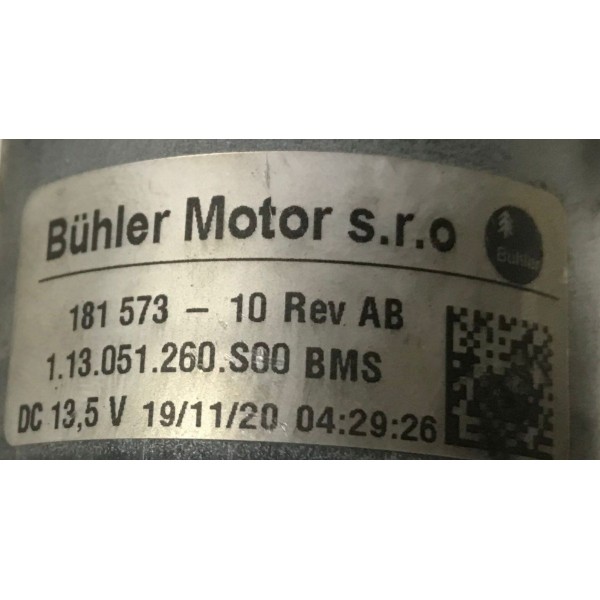 Bühler Motor s.r.o
Bühler
181 573 - 10 Rev AB
1.13.051.260.S00 BMS
DC 13,5 V 19/11/20 04:29:26